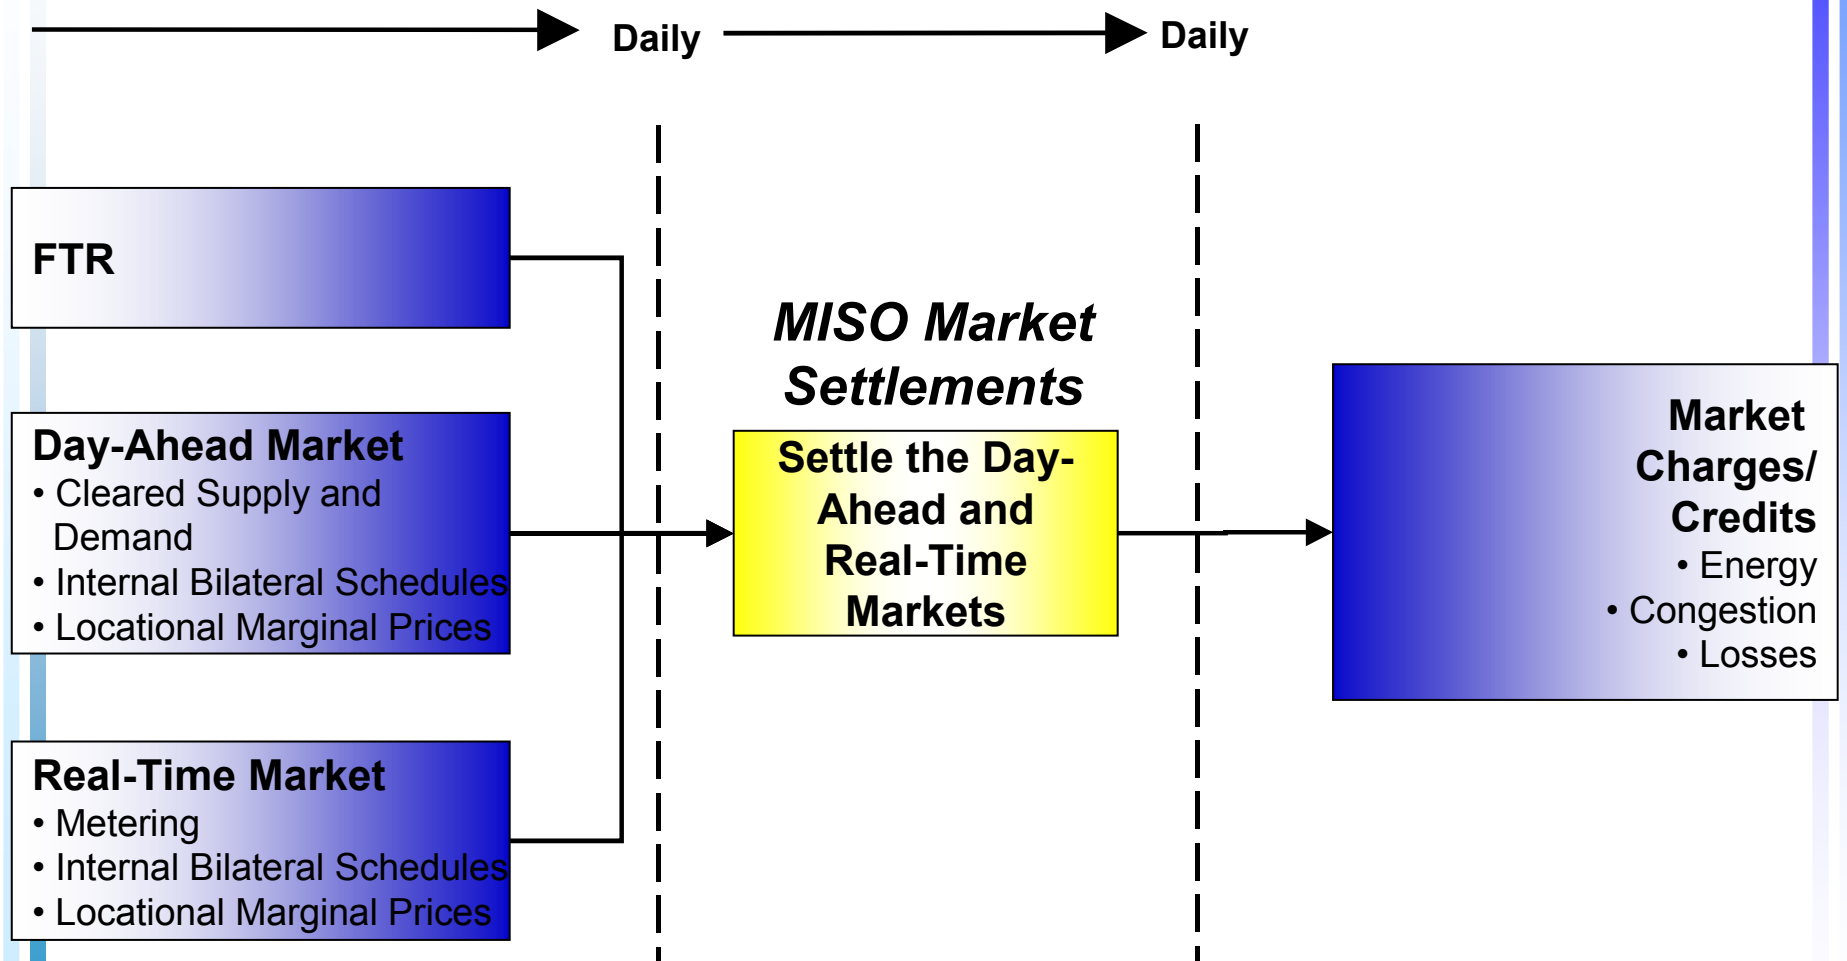 Daily
Daily
FTR
Day-Ahead Market
• Cleared Supply and
Demand
• Internal Bilateral Schedules
• Locational Marginal Prices
Real-Time Market
• Metering
• Internal Bilateral Schedules
• Locational Marginal Prices
MISO Market
Settlements
Settle the Day-
Ahead and
Real-Time
Markets
Market
Charges/
Credits
• Energy
• Congestion
• Losses